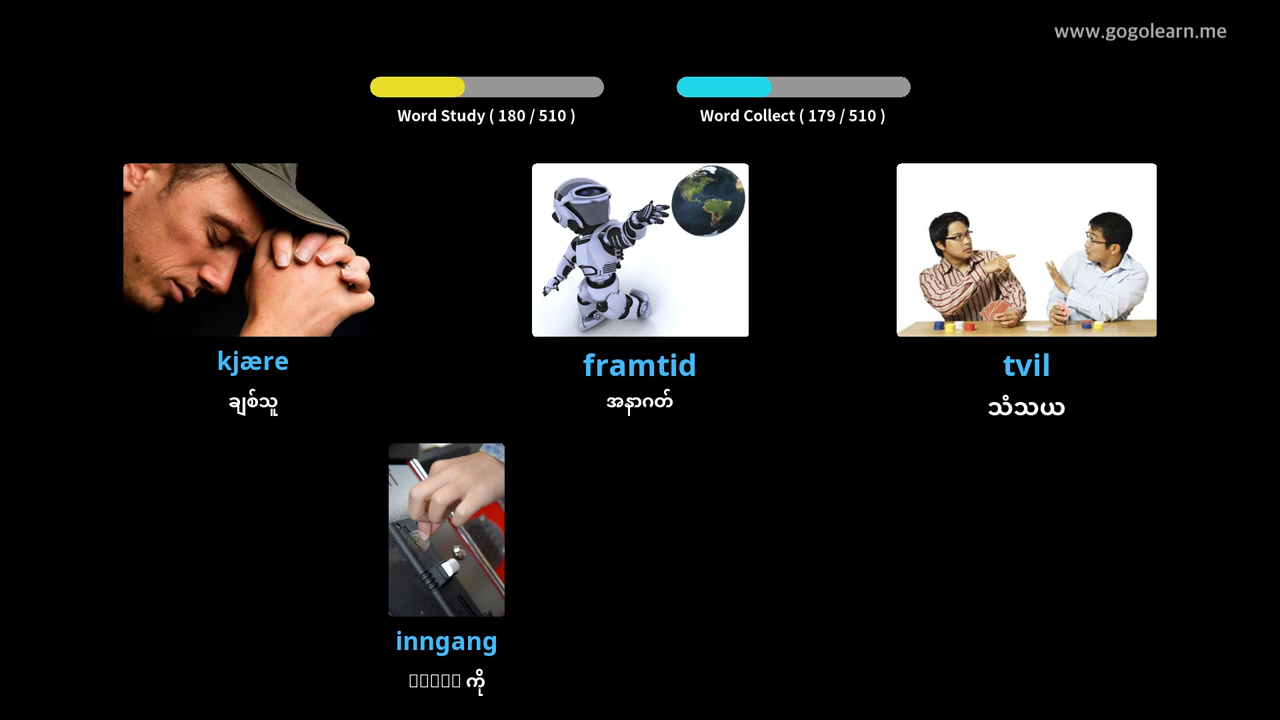 www.gogolearn.me
Word Study ( 180 / 510 )
Word Collect ( 179 / 510 )
kjære
ချစ်သူ
framtid
အနာဂတ်
tvil
သံသယ
inngang
ကို